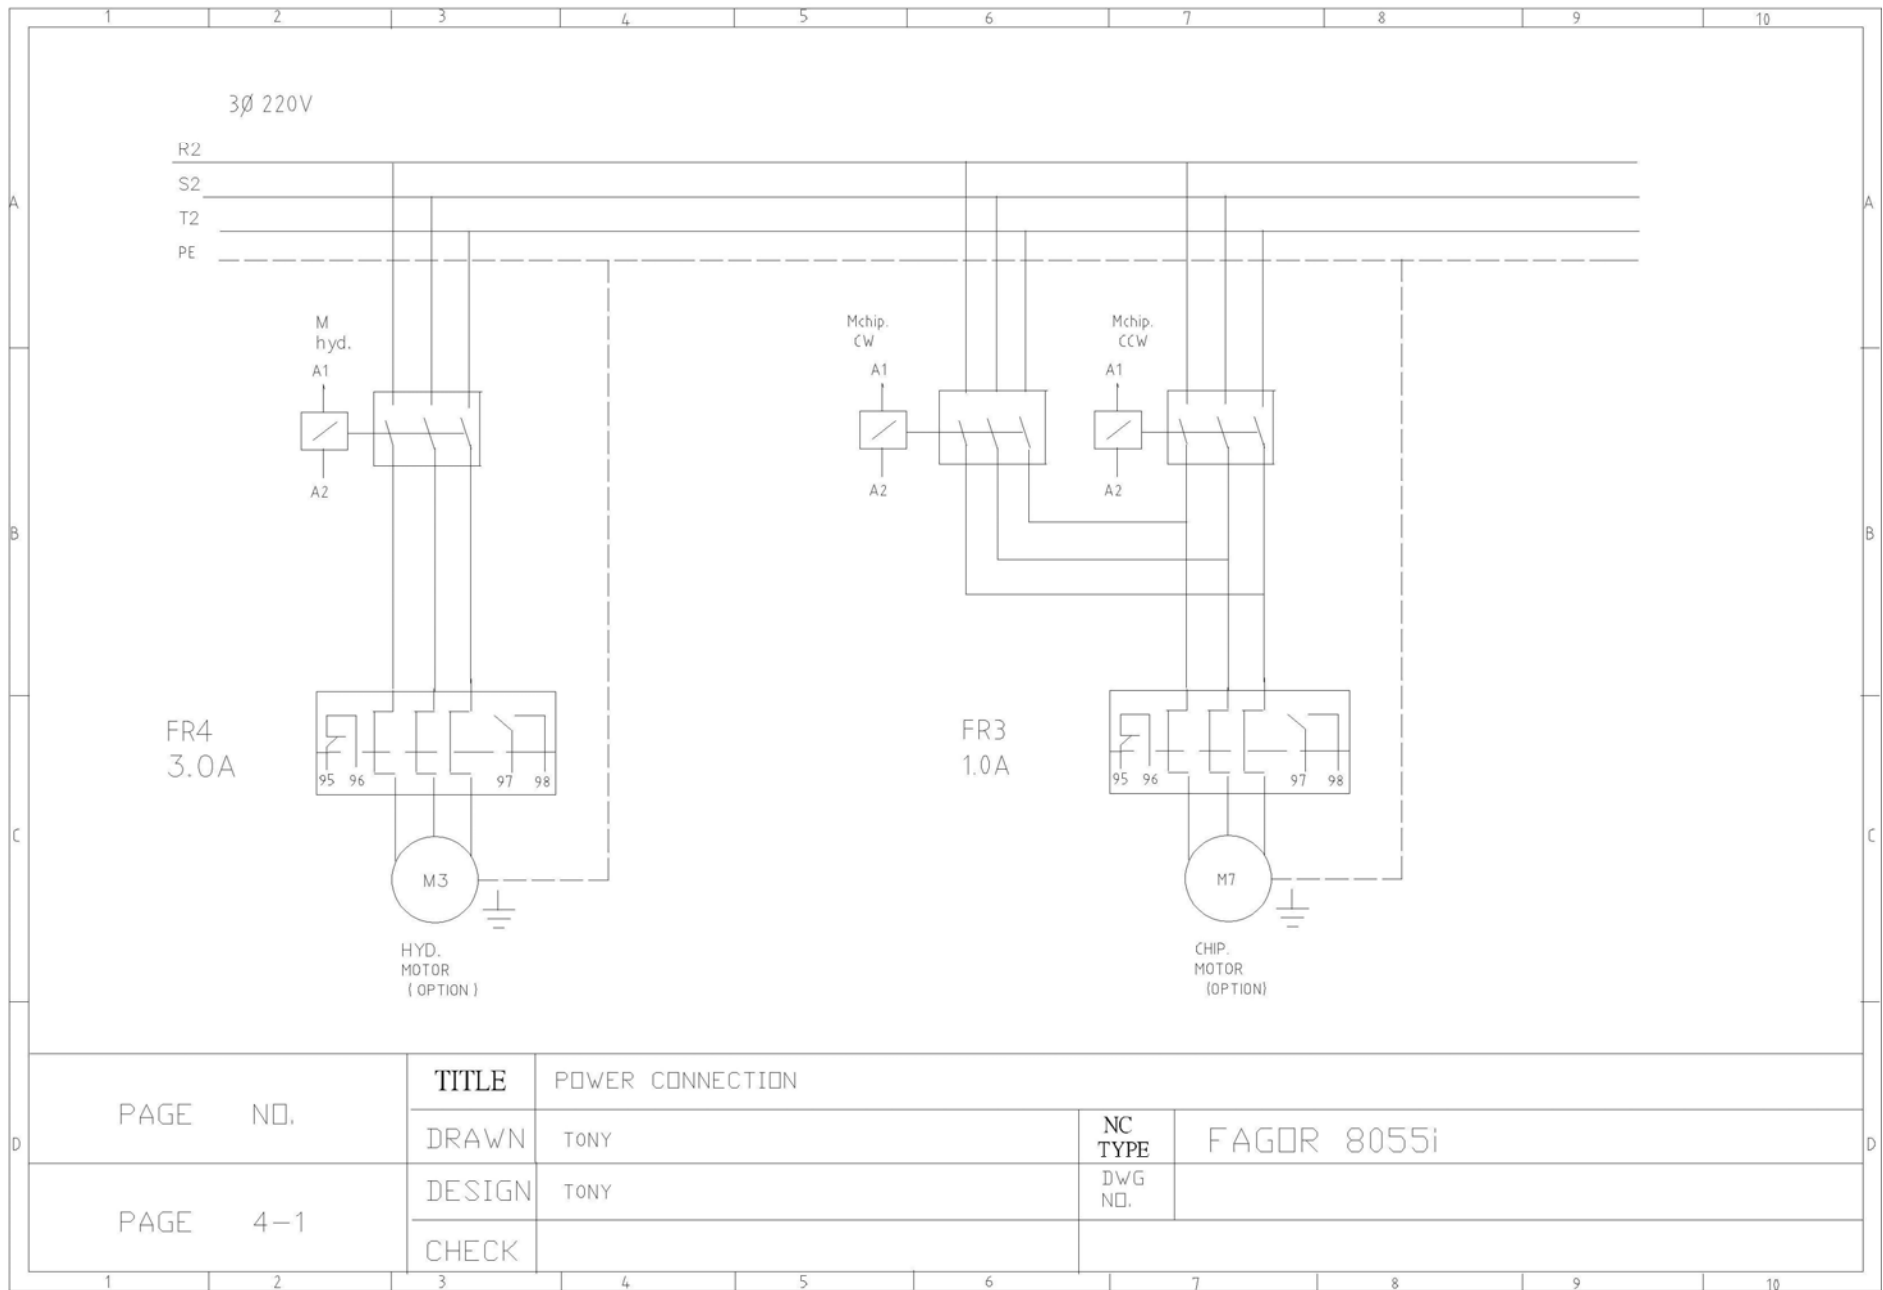 1 2 3 4 5 6 7 8 9 10
3Ø 220V
R2
S2
A A
T2
PE
M
hyd.
A1
A2
Mchip.
CW
A1
A2
Mchip.
CCW
A1
A2
B B
FR4
3.0A
95 96 97 98
FR3
1.0A
95 96 97 98
C C
M3
M7
HYD.
MOTOR
( OPTION )
CHIP.
MOTOR
(OPTION)
PAGE NO.
TITLE POWER CONNECTION
DRAWN TONY
NC
TYPE
FAGOR 8055i
D D
PAGE 4-1
DESIGN TONY
DWG
NO.
CHECK
1 2 3 4 5 6 7 8 9 10